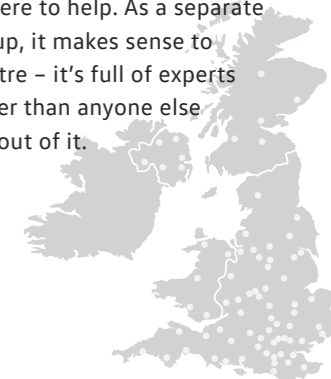 ere to help. As a separate
up, it makes sense to
tre – it's full of experts
er than anyone else
out of it.